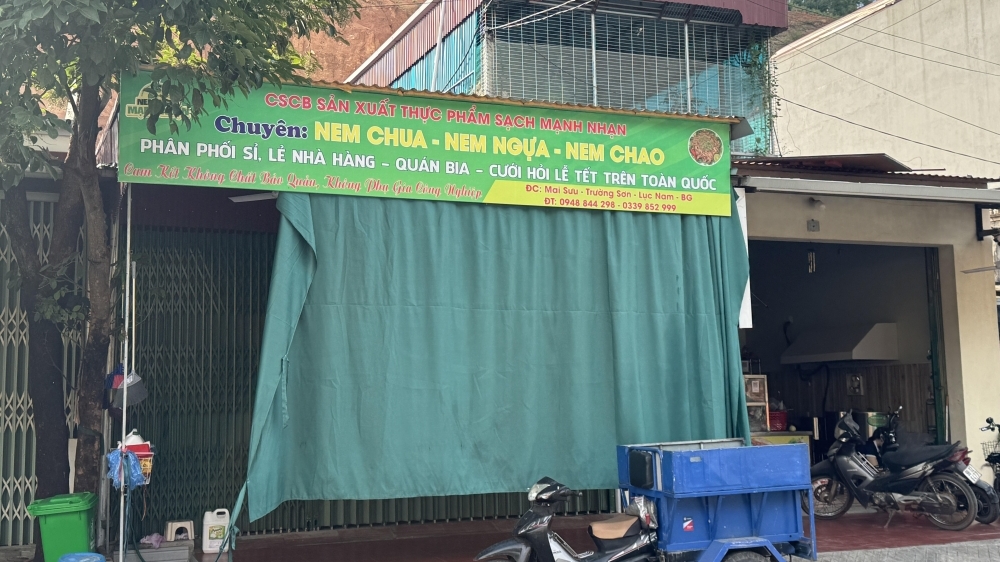 CSCB SẢN XUẤT THỰC PHẨM SẠCH MẠNH NHẬN
Chuyên: NEM CHUA - NEM NGỰA - NEM CHAO
PHÂN PHỐI SỈ, LẺ NHÀ HÀNG - QUÁN BIA - CƯỚI HỎI LỄ TẾT TRÊN TOÀN QUỐC
Cam Kết Không Chất Bảo Quản, Không Phụ Gia Công Nghiệp
ĐC: Mai Sưu - Trường Sơn - Lục Nam - BG
ĐT: 0948 844 298 - 0339 852 999